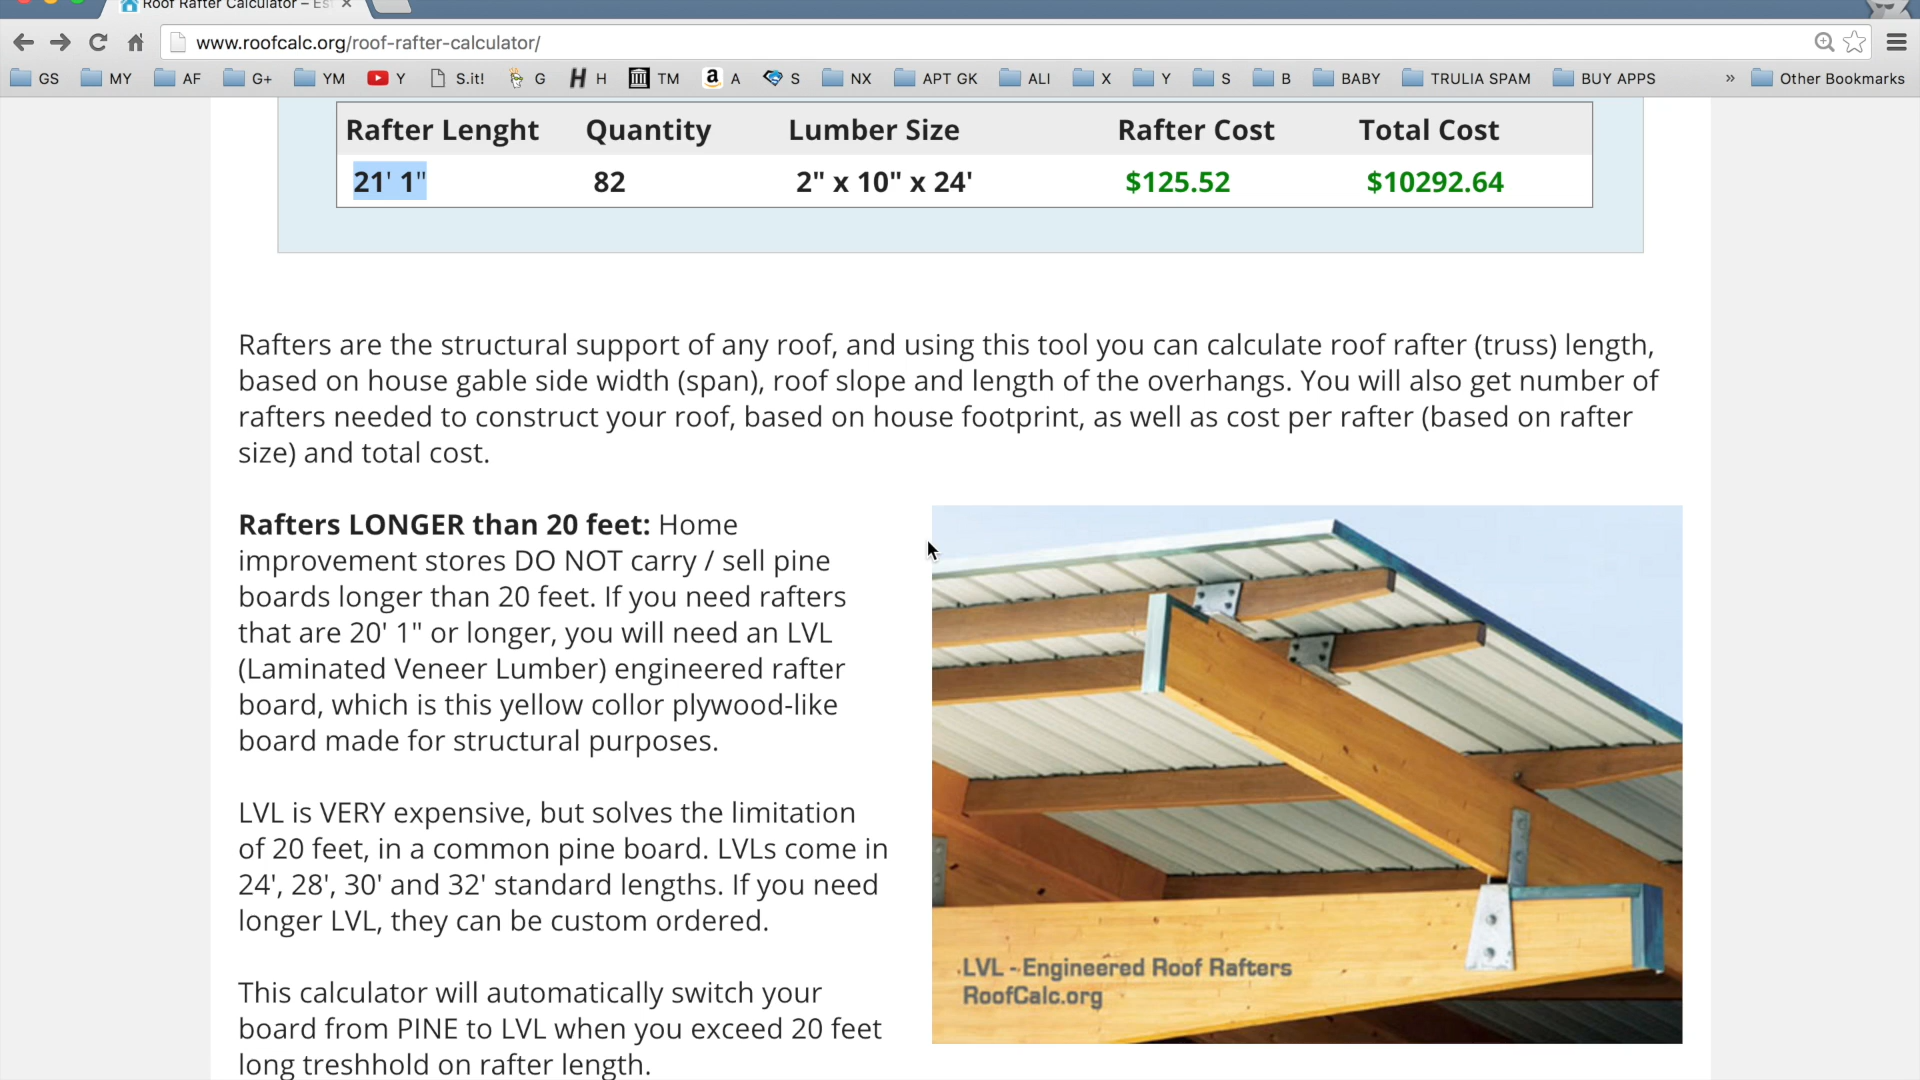 Roof Rafter Calculator – Es
www.roofcalc.org/roof-rafter-calculator/
GS MY AF G+ YM Y S.it! G H TM A S NX APT GK ALI X Y S B BABY TRULIA SPAM BUY APPS » Other Bookmarks
Rafter Lenght Quantity Lumber Size Rafter Cost Total Cost
21' 1" 82 2" x 10" x 24' $125.52 $10292.64
Rafters are the structural support of any roof, and using this tool you can calculate roof rafter (truss) length,
based on house gable side width (span), roof slope and length of the overhangs. You will also get number of
rafters needed to construct your roof, based on house footprint, as well as cost per rafter (based on rafter
size) and total cost.
Rafters LONGER than 20 feet: Home
improvement stores DO NOT carry / sell pine
boards longer than 20 feet. If you need rafters
that are 20' 1" or longer, you will need an LVL
(Laminated Veneer Lumber) engineered rafter
board, which is this yellow collor plywood-like
board made for structural purposes.
LVL is VERY expensive, but solves the limitation
of 20 feet, in a common pine board. LVLs come in
24', 28', 30' and 32' standard lengths. If you need
longer LVL, they can be custom ordered.
This calculator will automatically switch your
board from PINE to LVL when you exceed 20 feet
long treshhold on rafter length.
LVL - Engineered Roof Rafters
RoofCalc.org